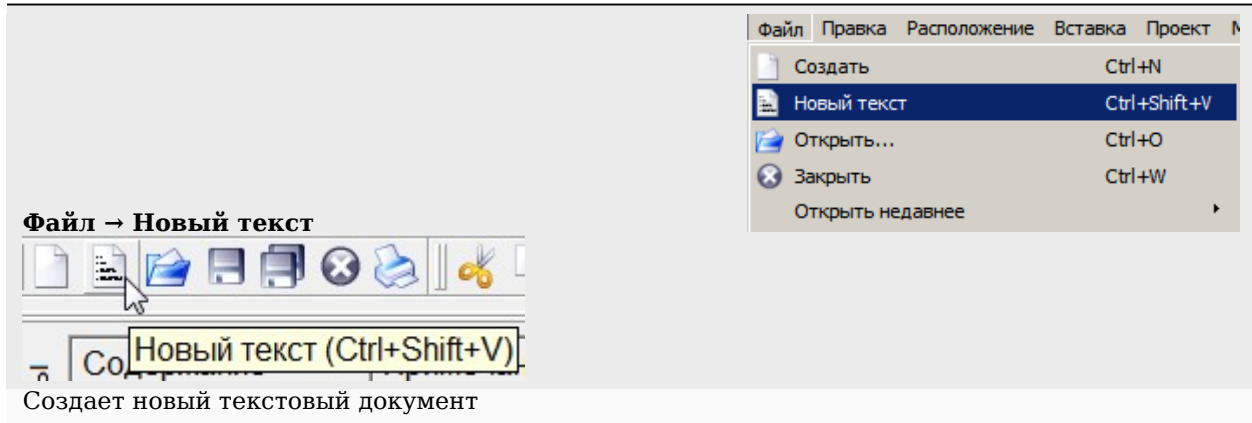 Файл Правка Расположение Вставка Проект
Создать Ctrl+N
Новый текст Ctrl+Shift+V
Открыть... Ctrl+O
Закрыть Ctrl+W
Открыть недавнее
Файл → Новый текст
Новый текст (Ctrl+Shift+V)
Создает новый текстовый документ